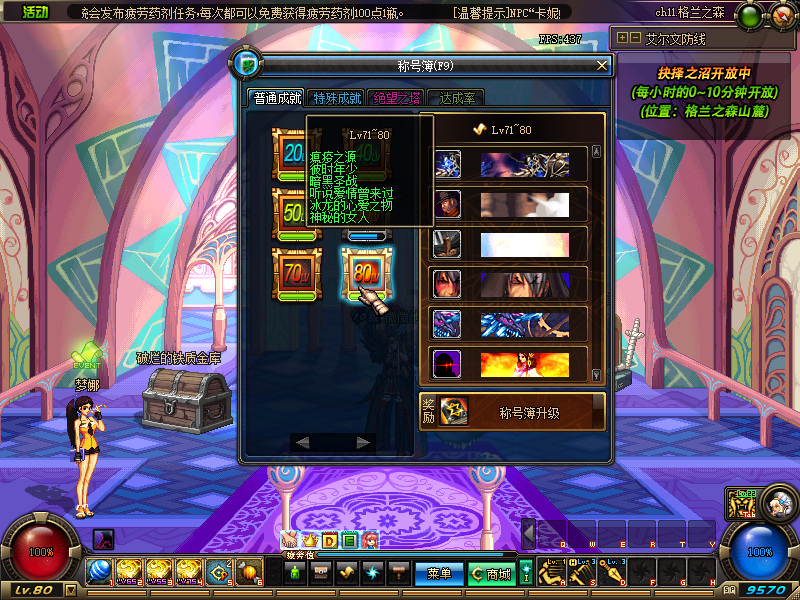 活动
竞会发布疲劳药剂任务,每次都可以免费获得疲劳药剂100点1瓶。 [温馨提示]NPC“卡妮!
ch11.格兰之森
FPS:437
艾尔文防线
抉择之沼开放中
(每小时的0~10分钟开放)
(位置：格兰之森山麓)
称号簿(F9)
普通成就 特殊成就 绝望之塔 达成率
Lv71~80
瘟疫之源
彼时年少
暗黑圣战
听说爱情曾来过
冰龙的心爱之物
神秘的女人
Lv71~80
20
50
70
80
奖励
称号簿升级
EVENT
梦娜
破烂的铁质金库
疲劳值
100%
100%
菜单
商城
Q W E R T Y
Lv.80
SP 9570